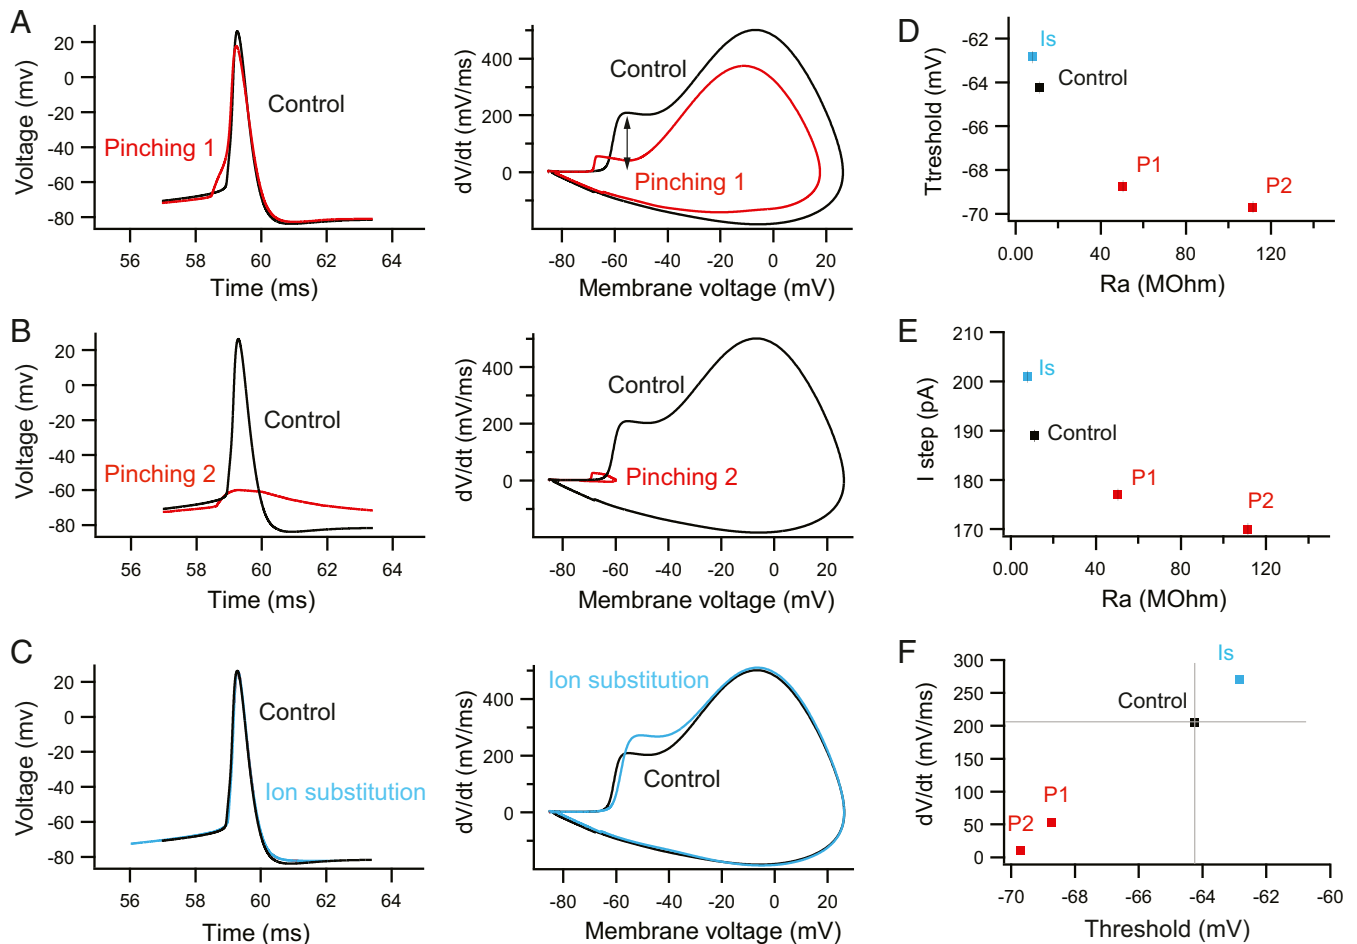 A
Voltage (mv)
20
0
-20
-40
-60
-80
Control
Pinching 1
56
58
60
62
64
Time (ms)
dV/dt (mV/ms)
400
200
0
Control
Pinching 1
-80
-60
-40
-20
0
20
Membrane voltage (mV)
D
Ttreshold (mV)
-62
-64
-66
-68
-70
Is
Control
P1
P2
0.00
40
80
120
Ra (MOhm)
B
Voltage (mv)
20
0
-20
-40
-60
-80
Control
Pinching 2
56
58
60
62
64
Time (ms)
dV/dt (mV/ms)
400
200
0
Control
Pinching 2
-80
-60
-40
-20
0
20
Membrane voltage (mV)
E
I step (pA)
210
200
190
180
170
Is
Control
P1
P2
0.00
40
80
120
Ra (MOhm)
C
Voltage (mv)
20
0
-20
-40
-60
-80
Control
Ion substitution
56
58
60
62
64
Time (ms)
dV/dt (mV/ms)
400
200
0
Ion substitution
Control
-80
-60
-40
-20
0
20
Membrane voltage (mV)
F
dV/dt (mV/ms)
300
250
200
150
100
50
0
Is
Control
P1
P2
-70
-68
-66
-64
-62
-60
Threshold (mV)